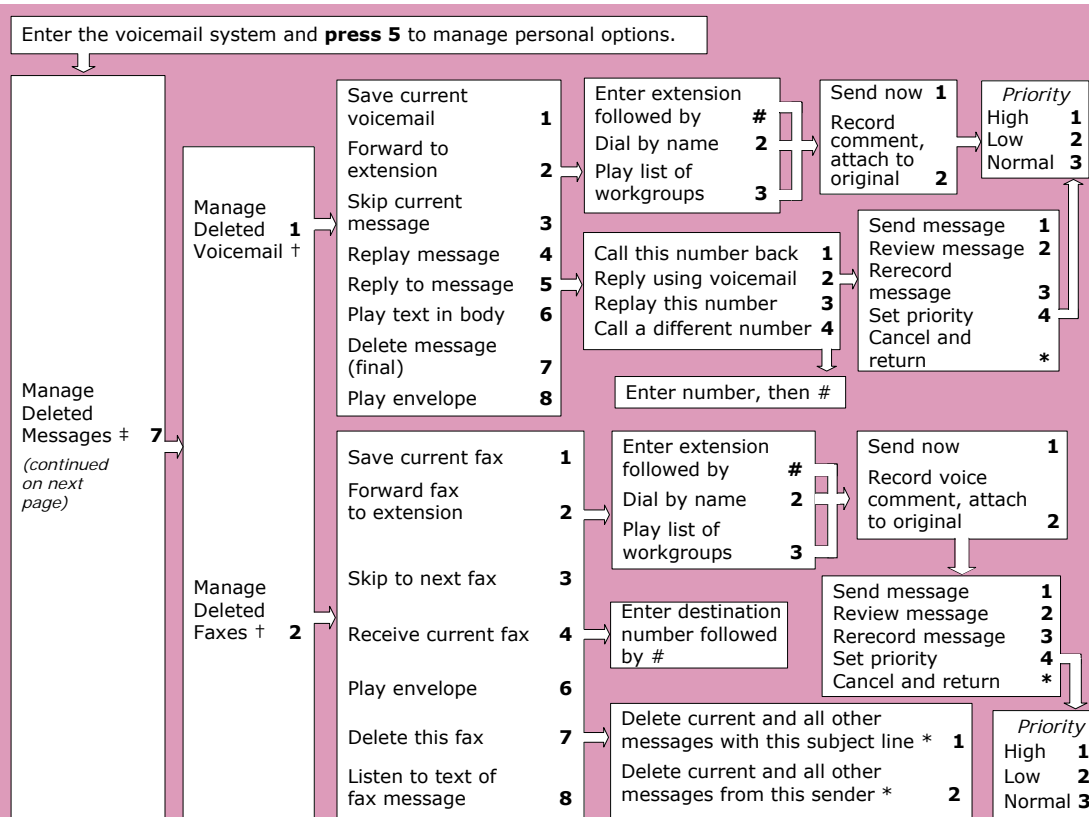 Enter the voicemail system and press 5 to manage personal options.
Manage
Deleted
Messages ‡ 7
(continued
on next
page)
Manage
Deleted 1
Voicemail †
Save current
voicemail 1
Forward to
extension 2
Skip current
message 3
Replay message 4
Reply to message 5
Play text in body 6
Delete message
(final) 7
Play envelope 8
Enter extension
followed by #
Dial by name 2
Play list of
workgroups 3
Send now 1
Record
comment,
attach to
original 2
Priority
High 1
Low 2
Normal 3
Call this number back 1
Reply using voicemail 2
Replay this number 3
Call a different number 4
Send message 1
Review message 2
Rerecord
message 3
Set priority 4
Cancel and
return *
Enter number, then #
Manage
Deleted
Faxes † 2
Save current fax 1
Forward fax
to extension 2
Skip to next fax 3
Receive current fax 4
Play envelope 6
Delete this fax 7
Listen to text of
fax message 8
Enter extension
followed by #
Dial by name 2
Play list of
workgroups 3
Send now 1
Record voice
comment, attach
to original 2
Enter destination
number followed
by #
Send message 1
Review message 2
Rerecord message 3
Set priority 4
Cancel and return *
Delete current and all other
messages with this subject line * 1
Delete current and all other
messages from this sender * 2
Priority
High 1
Low 2
Normal 3